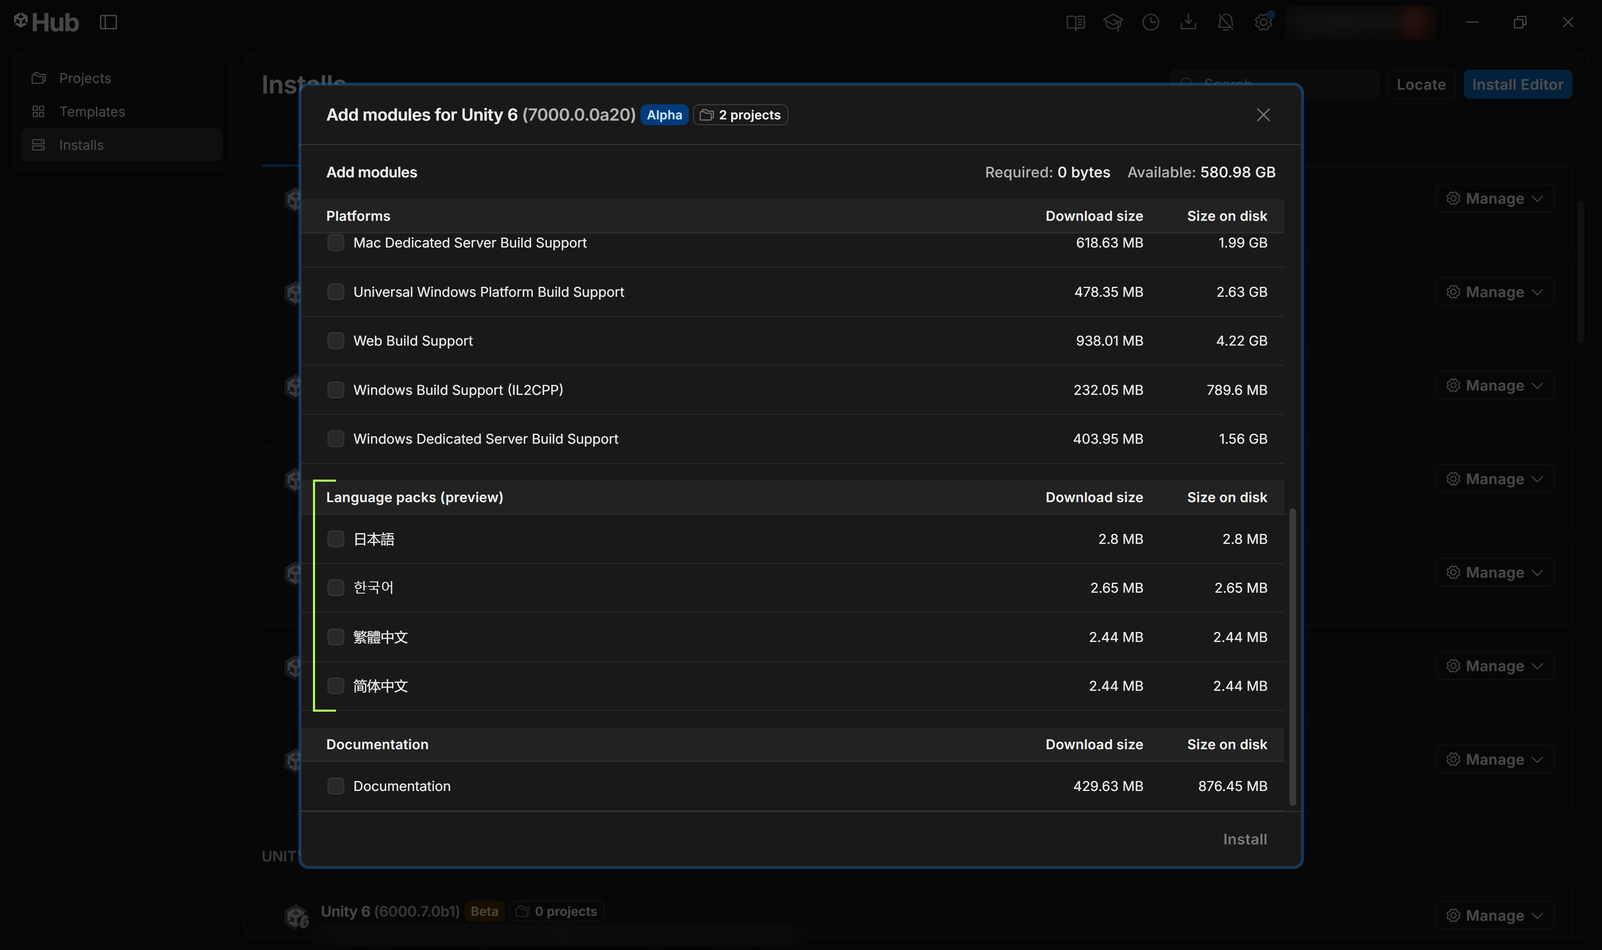 Hub
Projects
Templates
Installs
Installs
Search
Locate
Install Editor
Add modules for Unity 6 (7000.0.0a20) Alpha 2 projects
Add modules
Required: 0 bytes Available: 580.98 GB
Platforms Download size Size on disk
Mac Dedicated Server Build Support 618.63 MB 1.99 GB
Universal Windows Platform Build Support 478.35 MB 2.63 GB
Web Build Support 938.01 MB 4.22 GB
Windows Build Support (IL2CPP) 232.05 MB 789.6 MB
Windows Dedicated Server Build Support 403.95 MB 1.56 GB
Language packs (preview) Download size Size on disk
日本語 2.8 MB 2.8 MB
한국어 2.65 MB 2.65 MB
繁體中文 2.44 MB 2.44 MB
简体中文 2.44 MB 2.44 MB
Documentation Download size Size on disk
Documentation 429.63 MB 876.45 MB
Install
Manage
Manage
Manage
Manage
Manage
Manage
Manage
UNITY
Unity 6 (6000.7.0b1) Beta 0 projects
Manage